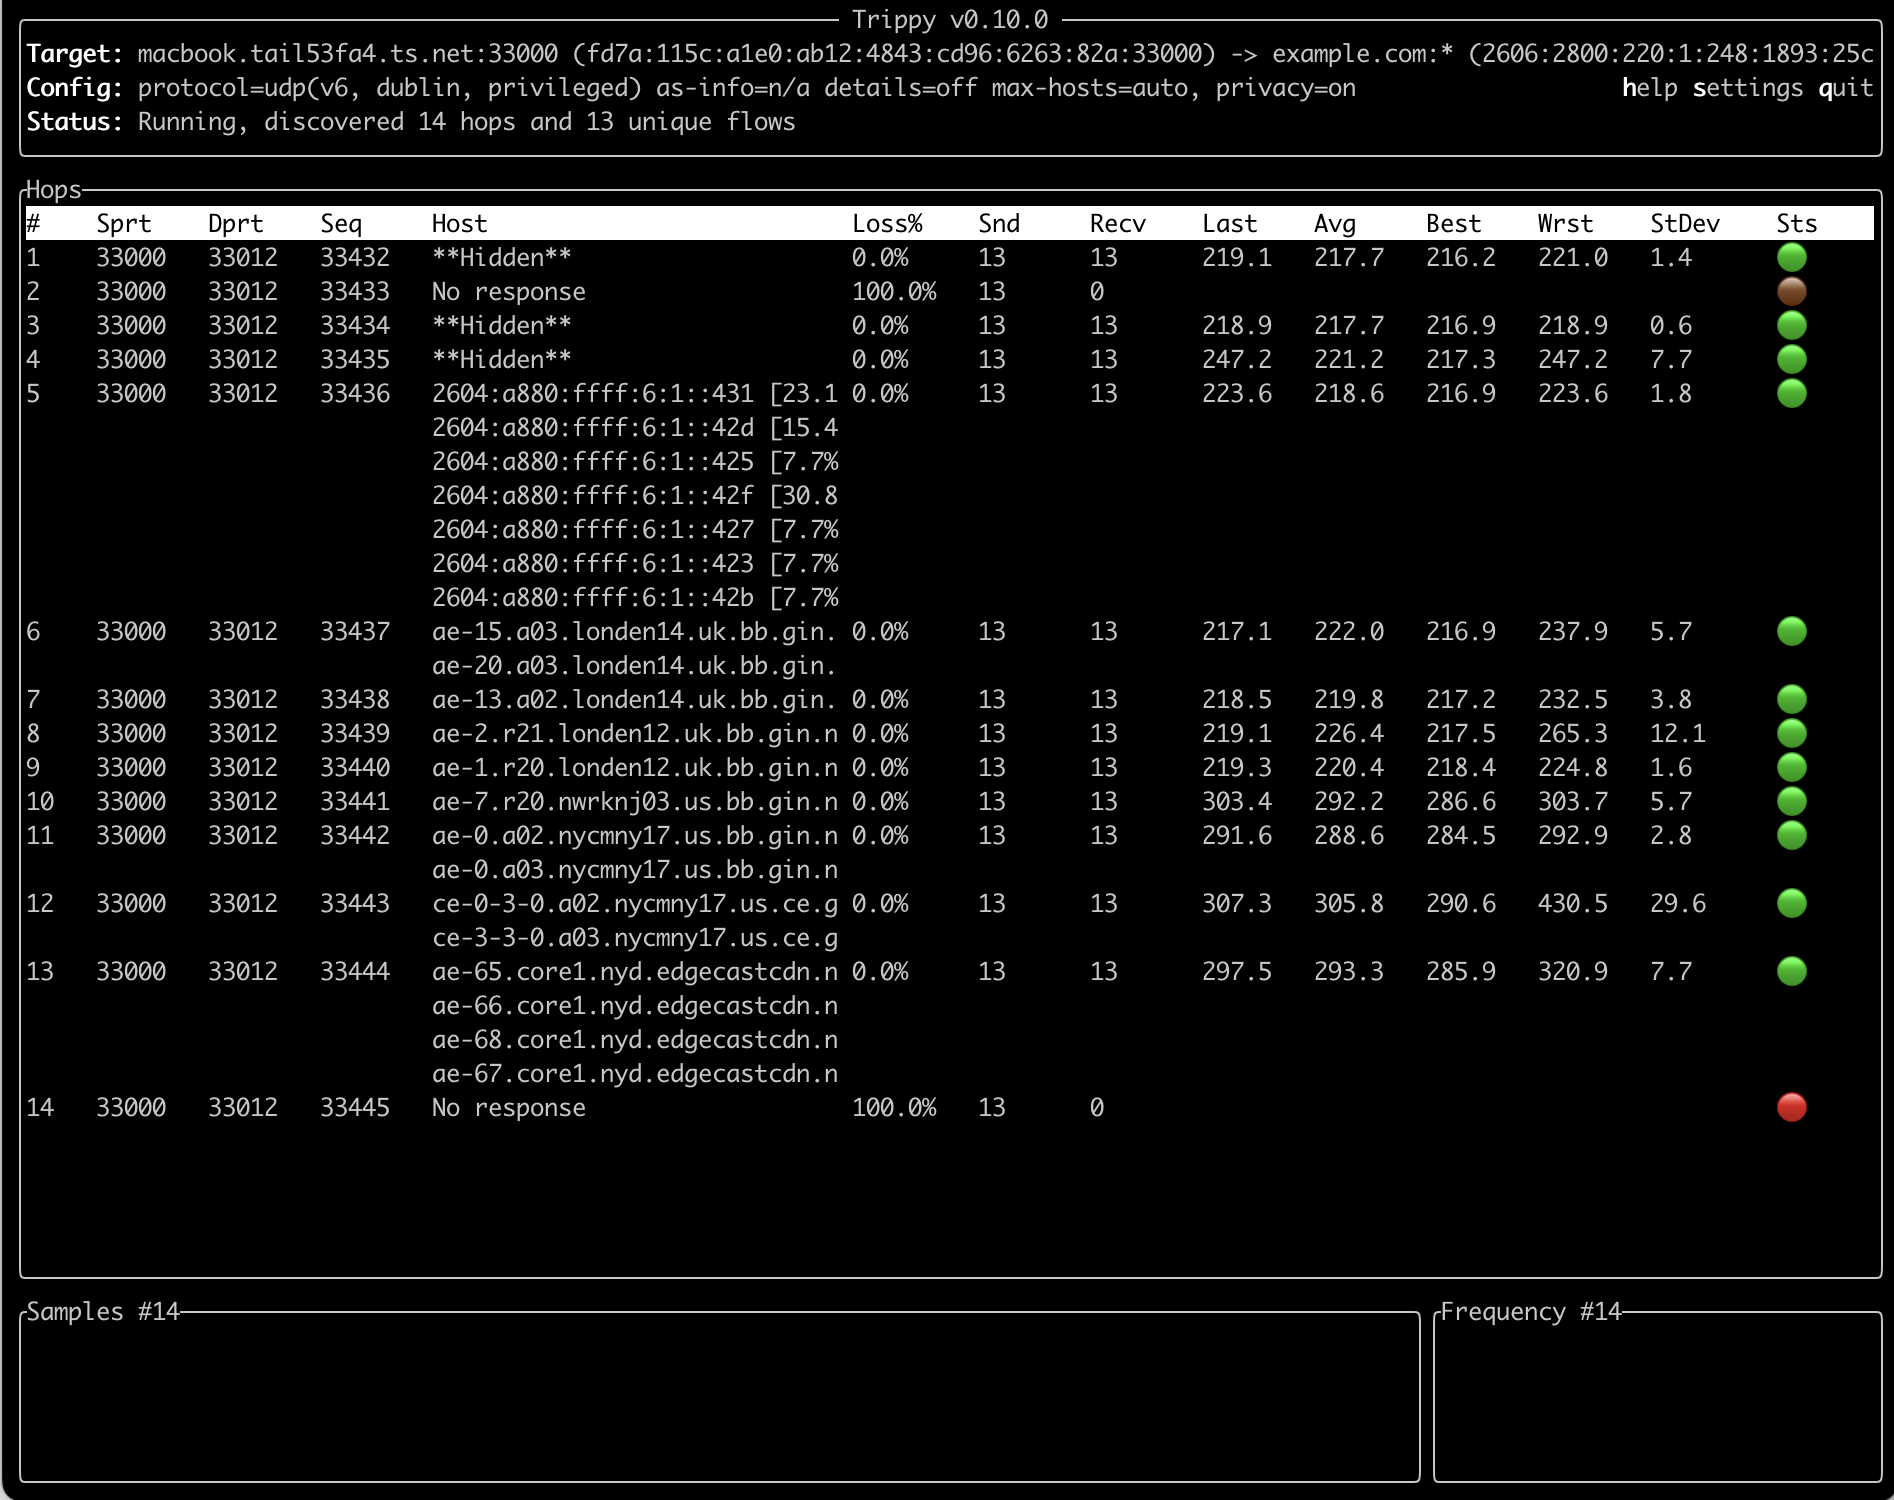 Trippy v0.10.0
Target: macbook.tail53fa4.ts.net:33000 (fd7a:115c:a1e0:ab12:4843:cd96:6263:82a:33000) -> example.com:* (2606:2800:220:1:248:1893:25c
Config: protocol=udp(v6, dublin, privileged) as-info=n/a details=off max-hosts=auto, privacy=on help settings quit
Status: Running, discovered 14 hops and 13 unique flows
Hops
# Sprt Dprt Seq Host Loss% Snd Recv Last Avg Best Wrst StDev Sts
1 33000 33012 33432 **Hidden** 0.0% 13 13 219.1 217.7 216.2 221.0 1.4
2 33000 33012 33433 No response 100.0% 13 0
3 33000 33012 33434 **Hidden** 0.0% 13 13 218.9 217.7 216.9 218.9 0.6
4 33000 33012 33435 **Hidden** 0.0% 13 13 247.2 221.2 217.3 247.2 7.7
5 33000 33012 33436 2604:a880:ffff:6:1::431 [23.1 0.0% 13 13 223.6 218.6 216.9 223.6 1.8
2604:a880:ffff:6:1::42d [15.4
2604:a880:ffff:6:1::425 [7.7%
2604:a880:ffff:6:1::42f [30.8
2604:a880:ffff:6:1::427 [7.7%
2604:a880:ffff:6:1::423 [7.7%
2604:a880:ffff:6:1::42b [7.7%
6 33000 33012 33437 ae-15.a03.londen14.uk.bb.gin. 0.0% 13 13 217.1 222.0 216.9 237.9 5.7
ae-20.a03.londen14.uk.bb.gin.
7 33000 33012 33438 ae-13.a02.londen14.uk.bb.gin. 0.0% 13 13 218.5 219.8 217.2 232.5 3.8
8 33000 33012 33439 ae-2.r21.londen12.uk.bb.gin.n 0.0% 13 13 219.1 226.4 217.5 265.3 12.1
9 33000 33012 33440 ae-1.r20.londen12.uk.bb.gin.n 0.0% 13 13 219.3 220.4 218.4 224.8 1.6
10 33000 33012 33441 ae-7.r20.nwrknj03.us.bb.gin.n 0.0% 13 13 303.4 292.2 286.6 303.7 5.7
11 33000 33012 33442 ae-0.a02.nycmny17.us.bb.gin.n 0.0% 13 13 291.6 288.6 284.5 292.9 2.8
ae-0.a03.nycmny17.us.bb.gin.n
12 33000 33012 33443 ce-0-3-0.a02.nycmny17.us.ce.g 0.0% 13 13 307.3 305.8 290.6 430.5 29.6
ce-3-3-0.a03.nycmny17.us.ce.g
13 33000 33012 33444 ae-65.core1.nyd.edgecastcdn.n 0.0% 13 13 297.5 293.3 285.9 320.9 7.7
ae-66.core1.nyd.edgecastcdn.n
ae-68.core1.nyd.edgecastcdn.n
ae-67.core1.nyd.edgecastcdn.n
14 33000 33012 33445 No response 100.0% 13 0
Samples #14 Frequency #14